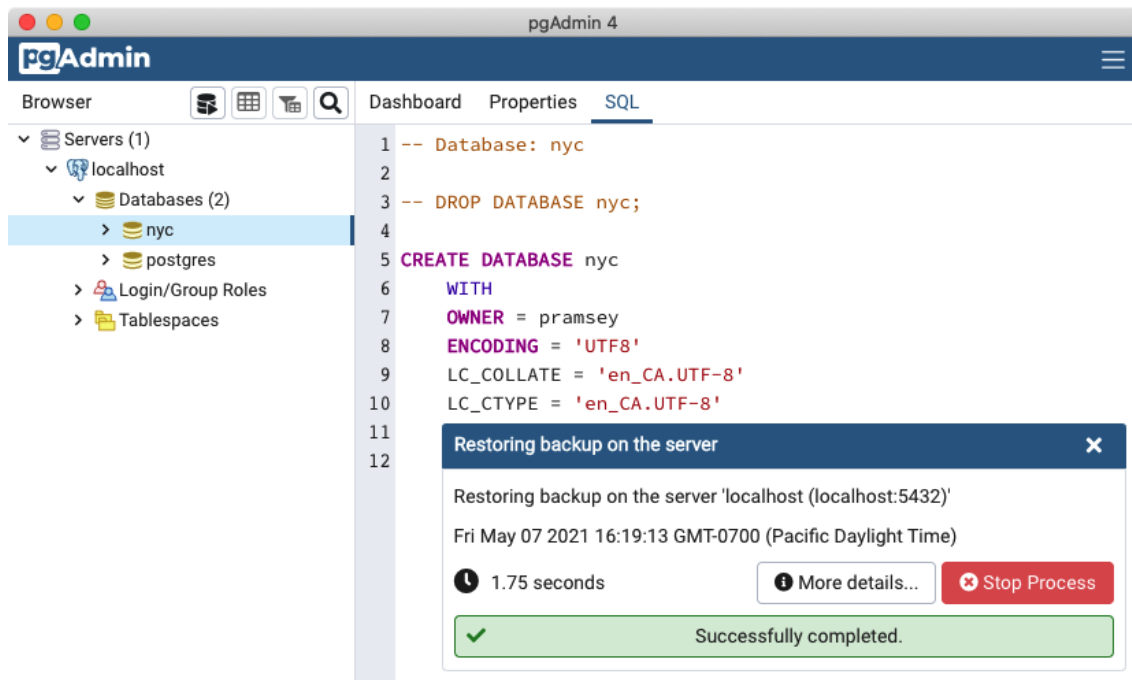 pgAdmin 4
pgAdmin
Browser
Dashboard Properties SQL
Servers (1)
localhost
Databases (2)
nyc
postgres
Login/Group Roles
Tablespaces
1 -- Database: nyc
2
3 -- DROP DATABASE nyc;
4
5 CREATE DATABASE nyc
6 WITH
7 OWNER = pramsey
8 ENCODING = 'UTF8'
9 LC_COLLATE = 'en_CA.UTF-8'
10 LC_CTYPE = 'en_CA.UTF-8'
11
12
Restoring backup on the server
Restoring backup on the server 'localhost (localhost:5432)'
Fri May 07 2021 16:19:13 GMT-0700 (Pacific Daylight Time)
1.75 seconds More details... Stop Process
Successfully completed.